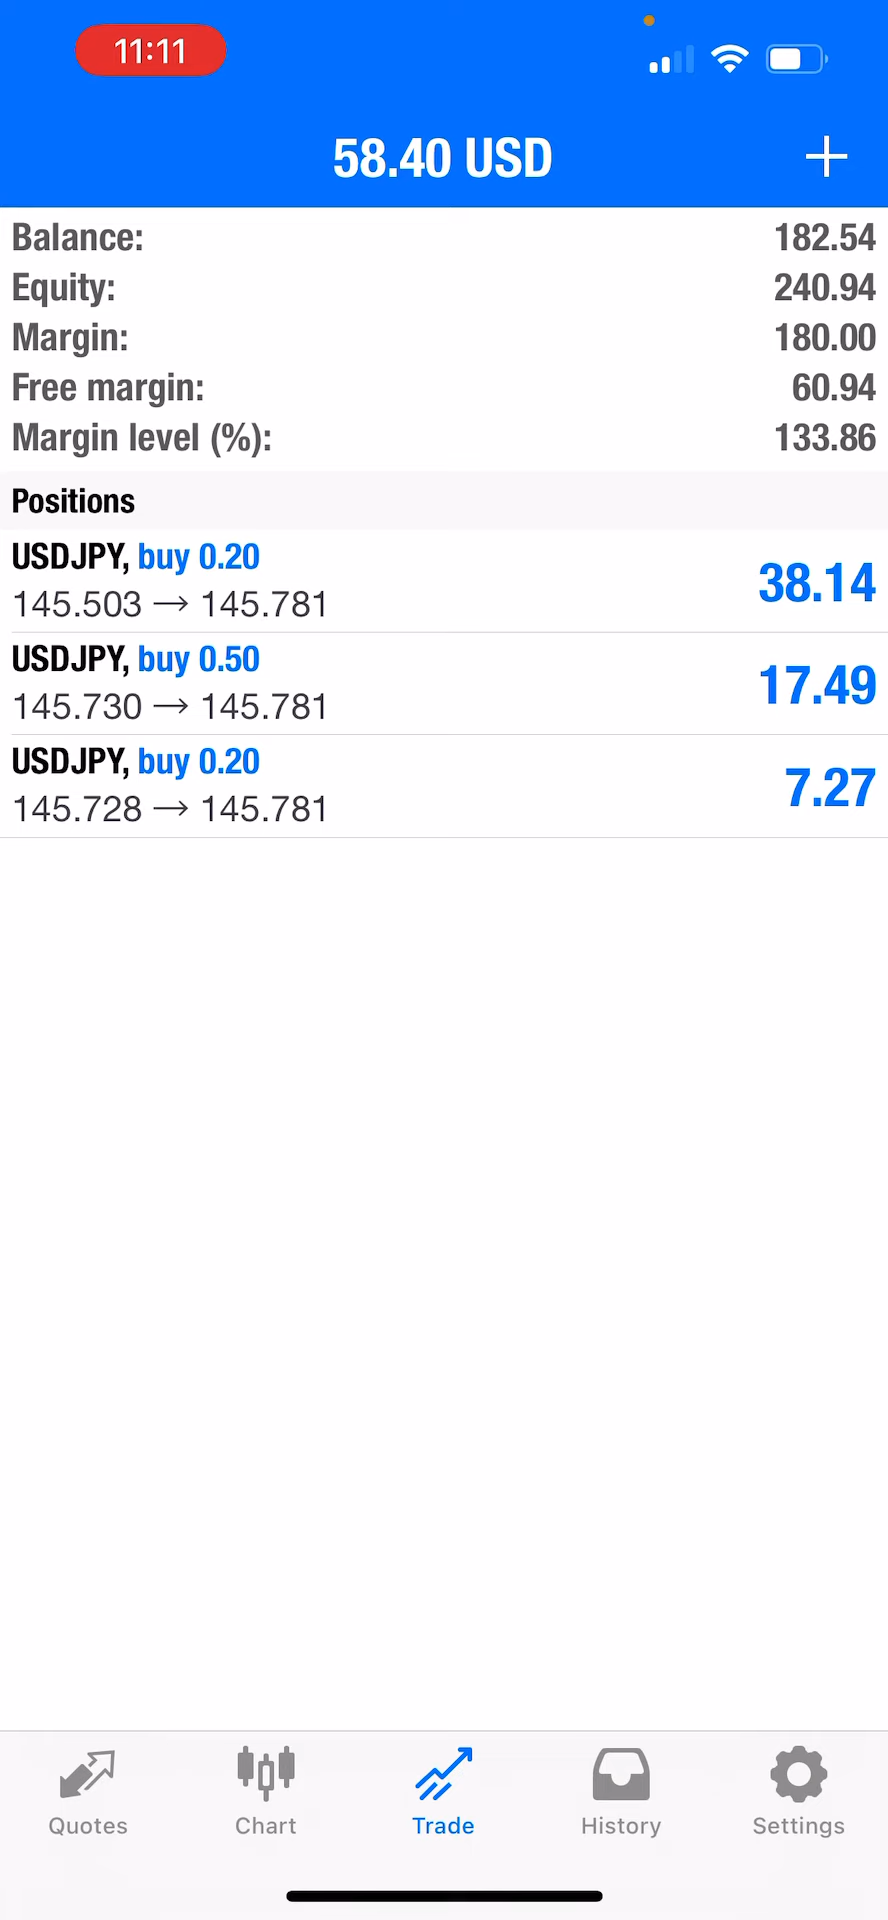 11:11
58.40 USD
Balance: 182.54
Equity: 240.94
Margin: 180.00
Free margin: 60.94
Margin level (%): 133.86
Positions
USDJPY, buy 0.20
145.503 → 145.781
38.14
USDJPY, buy 0.50
145.730 → 145.781
17.49
USDJPY, buy 0.20
145.728 → 145.781
7.27
Quotes Chart Trade History Settings